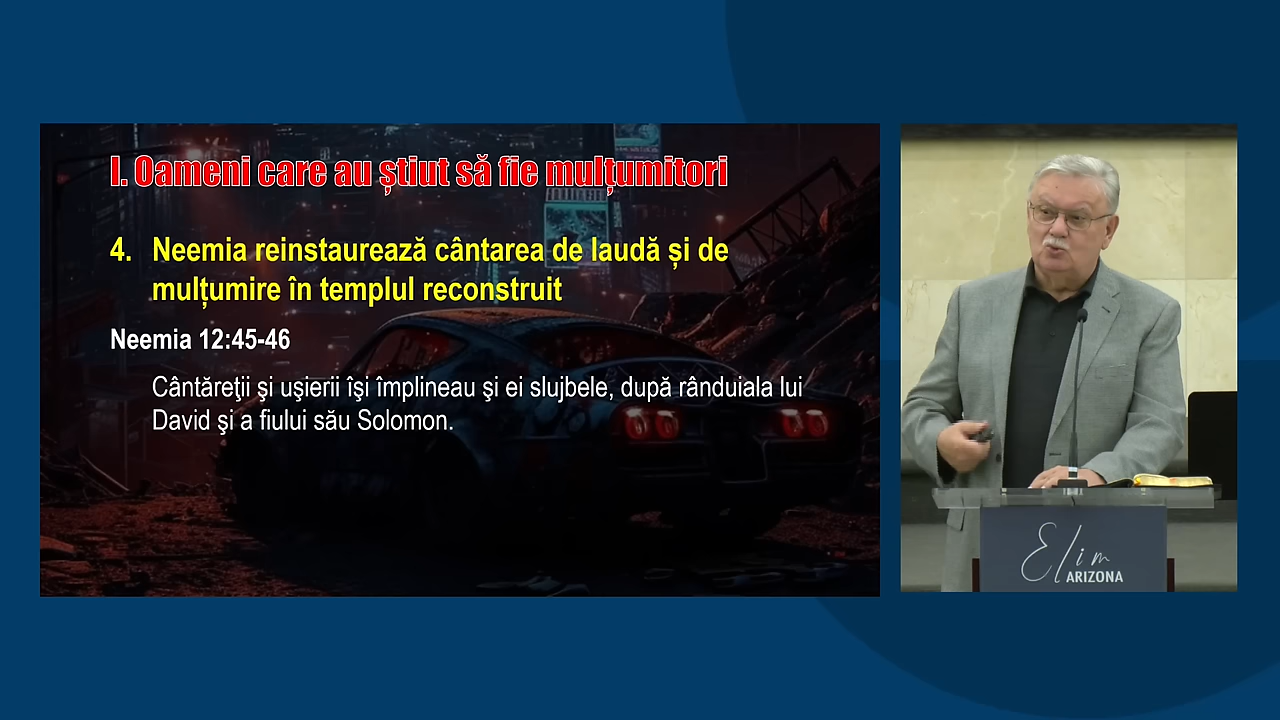 I. Oameni care au știut să fie mulțumitori
4. Neemia reinstaurează cântarea de laudă și de
mulțumire în templul reconstruit
Neemia 12:45-46
Cântăreţii şi uşierii îşi împlineau şi ei slujbele, după rânduiala lui
David şi a fiului său Solomon.
Elim
ARIZONA